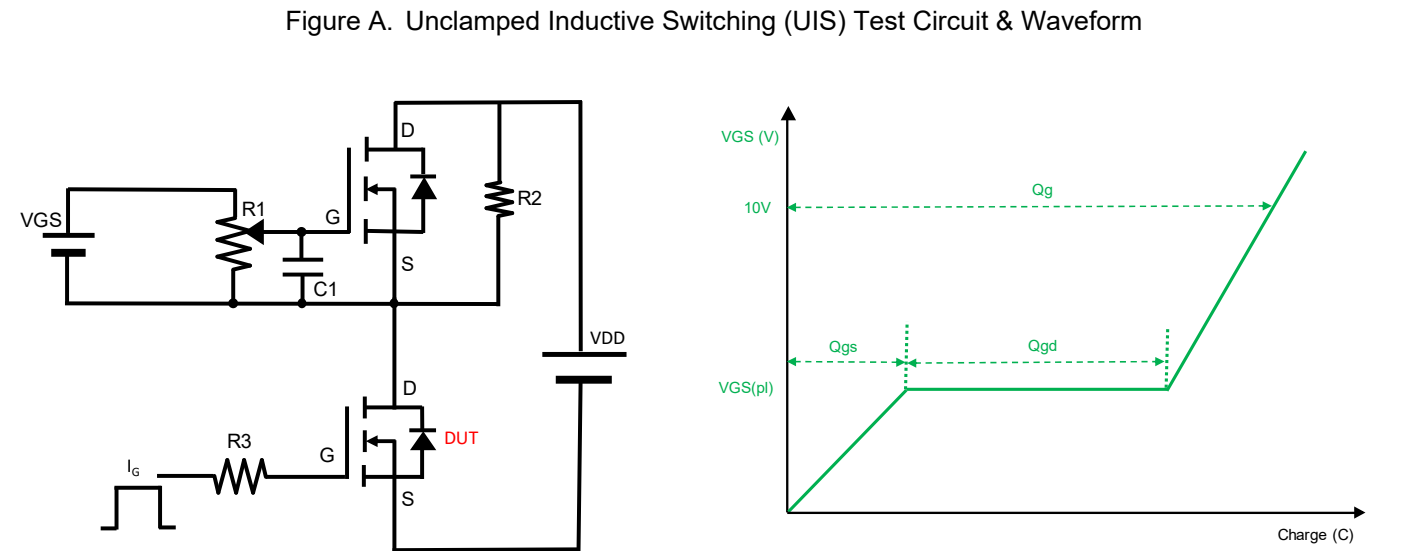 Figure A. Unclamped Inductive Switching (UIS) Test Circuit & Waveform
D
VGS
R1
G
R2
S
C1
VDD
D
DUT
R3
G
IG
S
VGS (V)
Qg
10V
Qgs
Qgd
VGS(pl)
Charge (C)